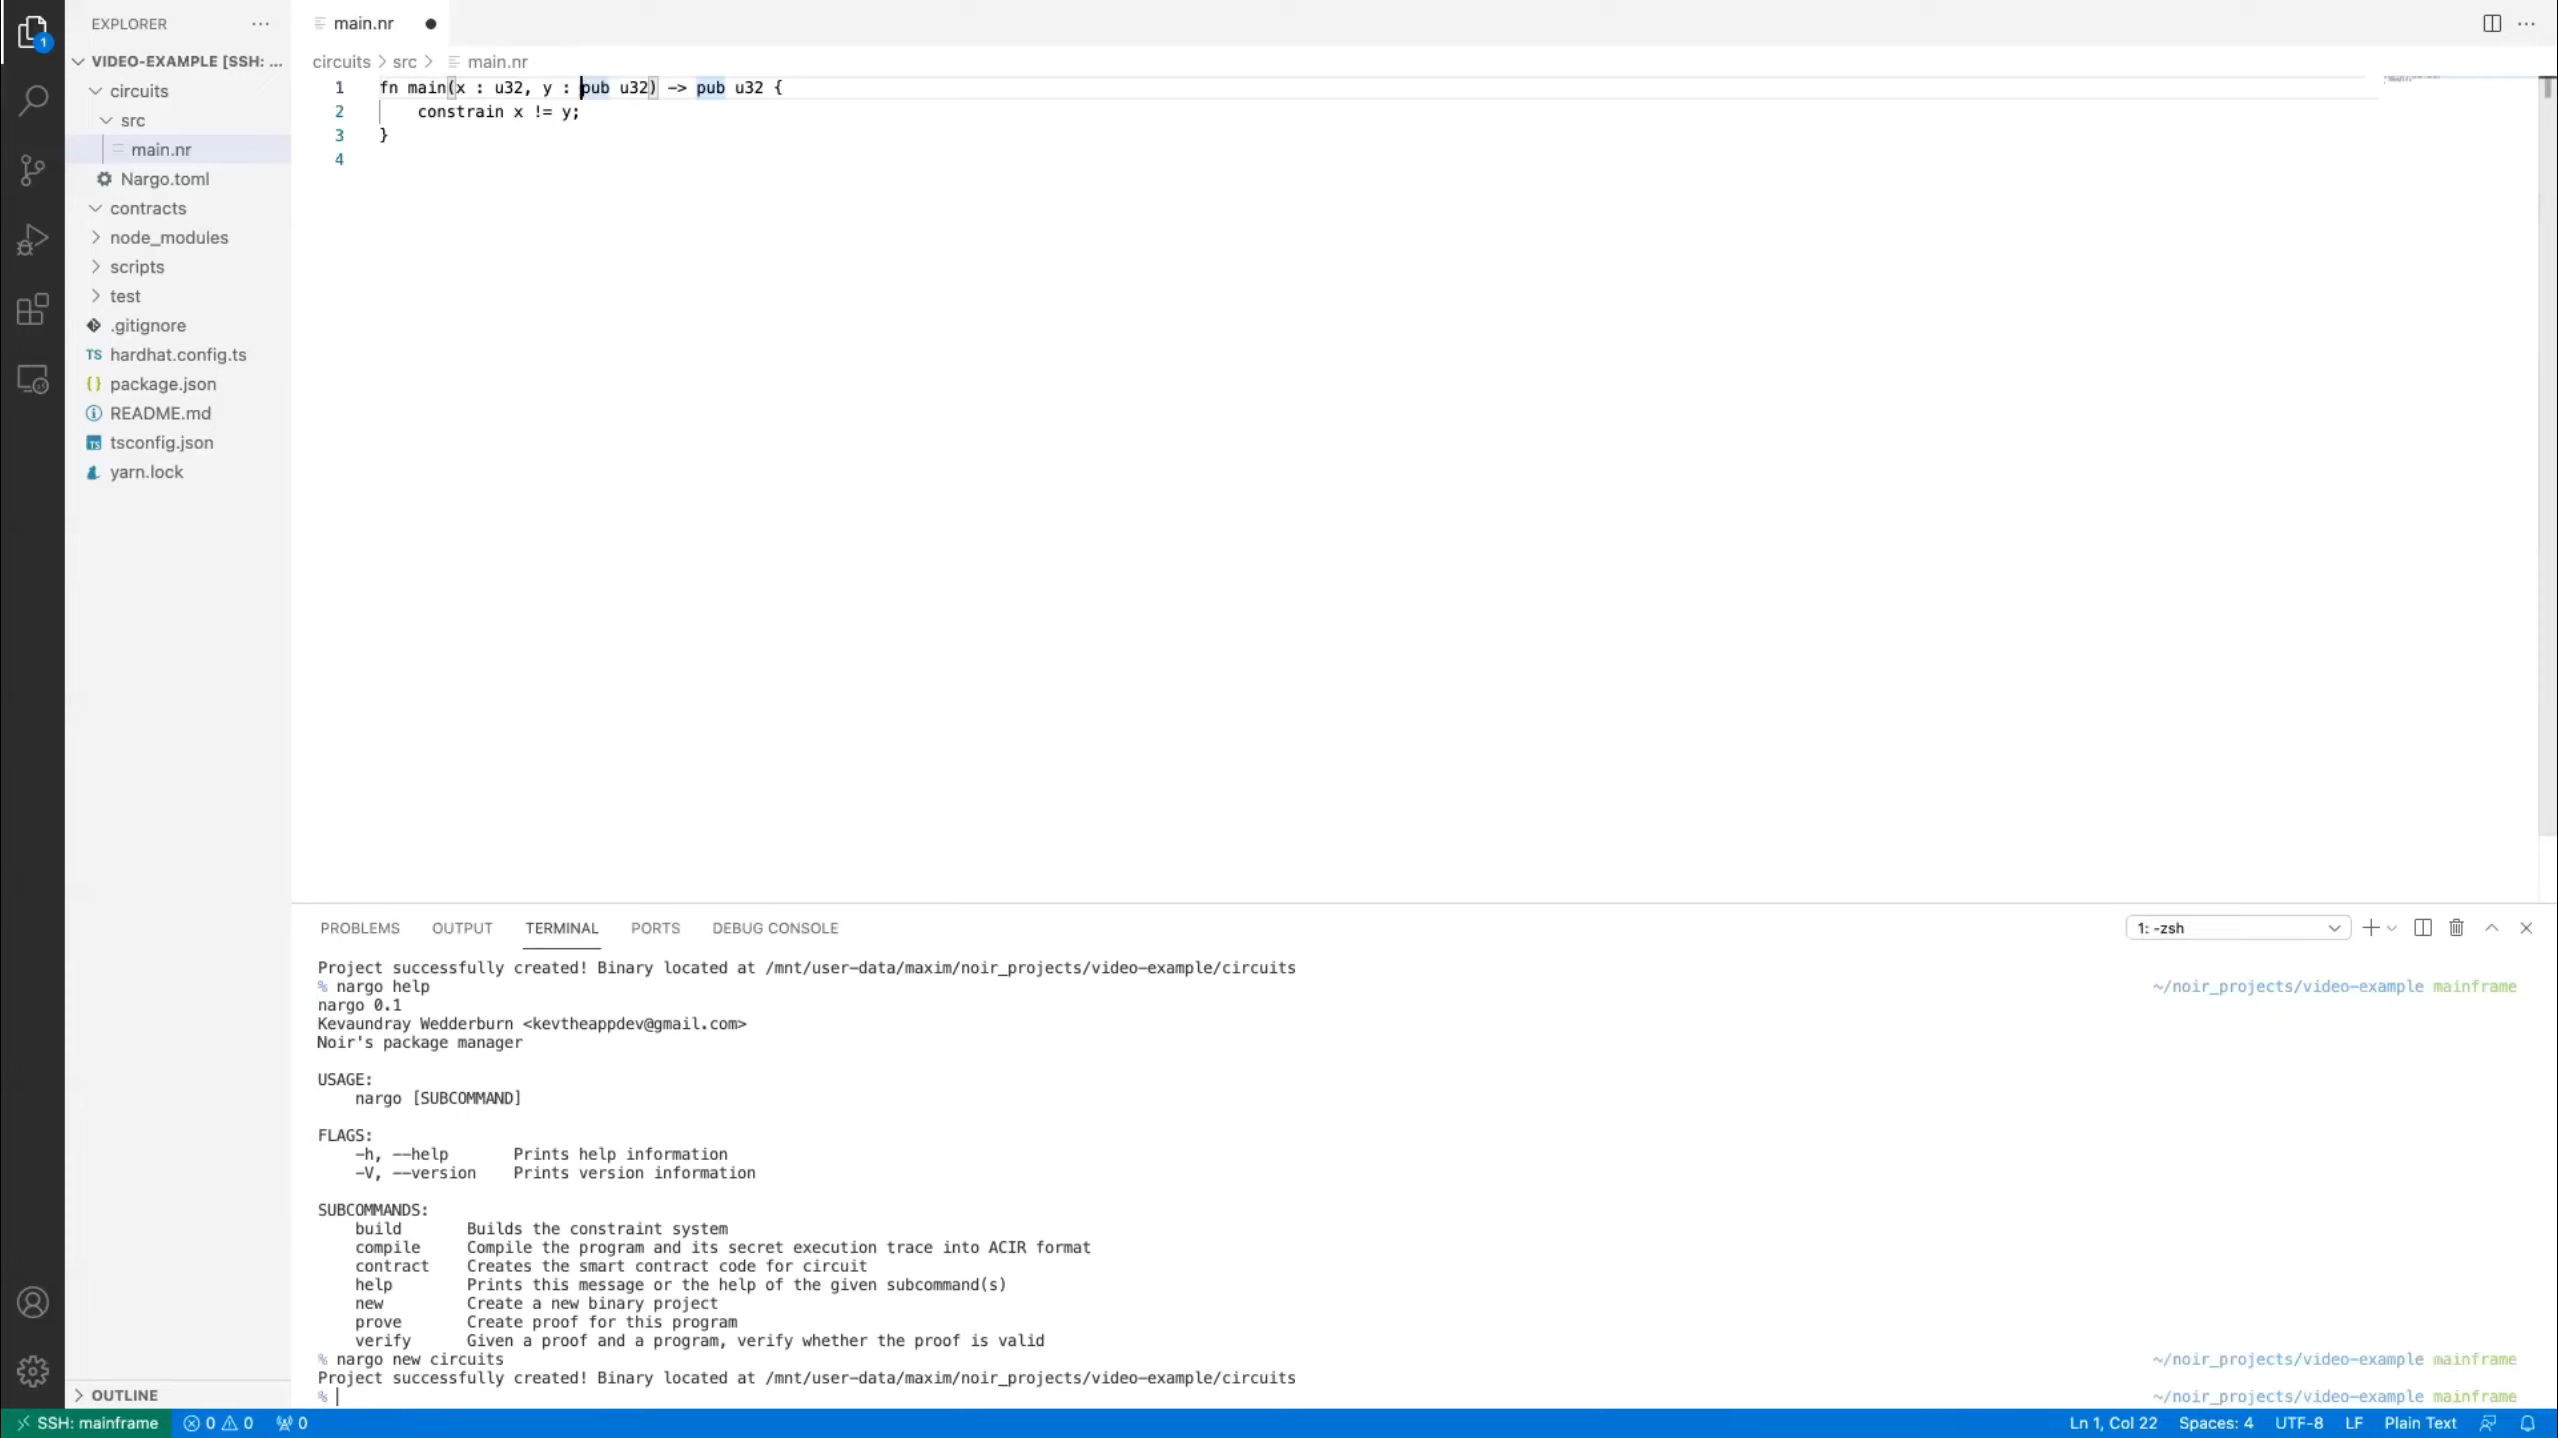 EXPLORER
main.nr
VIDEO-EXAMPLE [SSH: ...
circuits
src
main.nr
Nargo.toml
contracts
node_modules
scripts
test
.gitignore
TS hardhat.config.ts
{} package.json
README.md
TS tsconfig.json
yarn.lock
OUTLINE
1
circuits > src > main.nr
1 fn main(x : u32, y : pub u32) -> pub u32 {
2 constrain x != y;
3 }
4
PROBLEMS OUTPUT TERMINAL PORTS DEBUG CONSOLE
1: -zsh
Project successfully created! Binary located at /mnt/user-data/maxim/noir_projects/video-example/circuits
% nargo help ~/noir_projects/video-example mainframe
nargo 0.1
Kevaundray Wedderburn <kevtheappdev@gmail.com>
Noir's package manager
USAGE:
nargo [SUBCOMMAND]
FLAGS:
-h, --help Prints help information
-V, --version Prints version information
SUBCOMMANDS:
build Builds the constraint system
compile Compile the program and its secret execution trace into ACIR format
contract Creates the smart contract code for circuit
help Prints this message or the help of the given subcommand(s)
new Create a new binary project
prove Create proof for this program
verify Given a proof and a program, verify whether the proof is valid
% nargo new circuits ~/noir_projects/video-example mainframe
Project successfully created! Binary located at /mnt/user-data/maxim/noir_projects/video-example/circuits
% ~/noir_projects/video-example mainframe
SSH: mainframe 0 0 0 Ln 1, Col 22 Spaces: 4 UTF-8 LF Plain Text